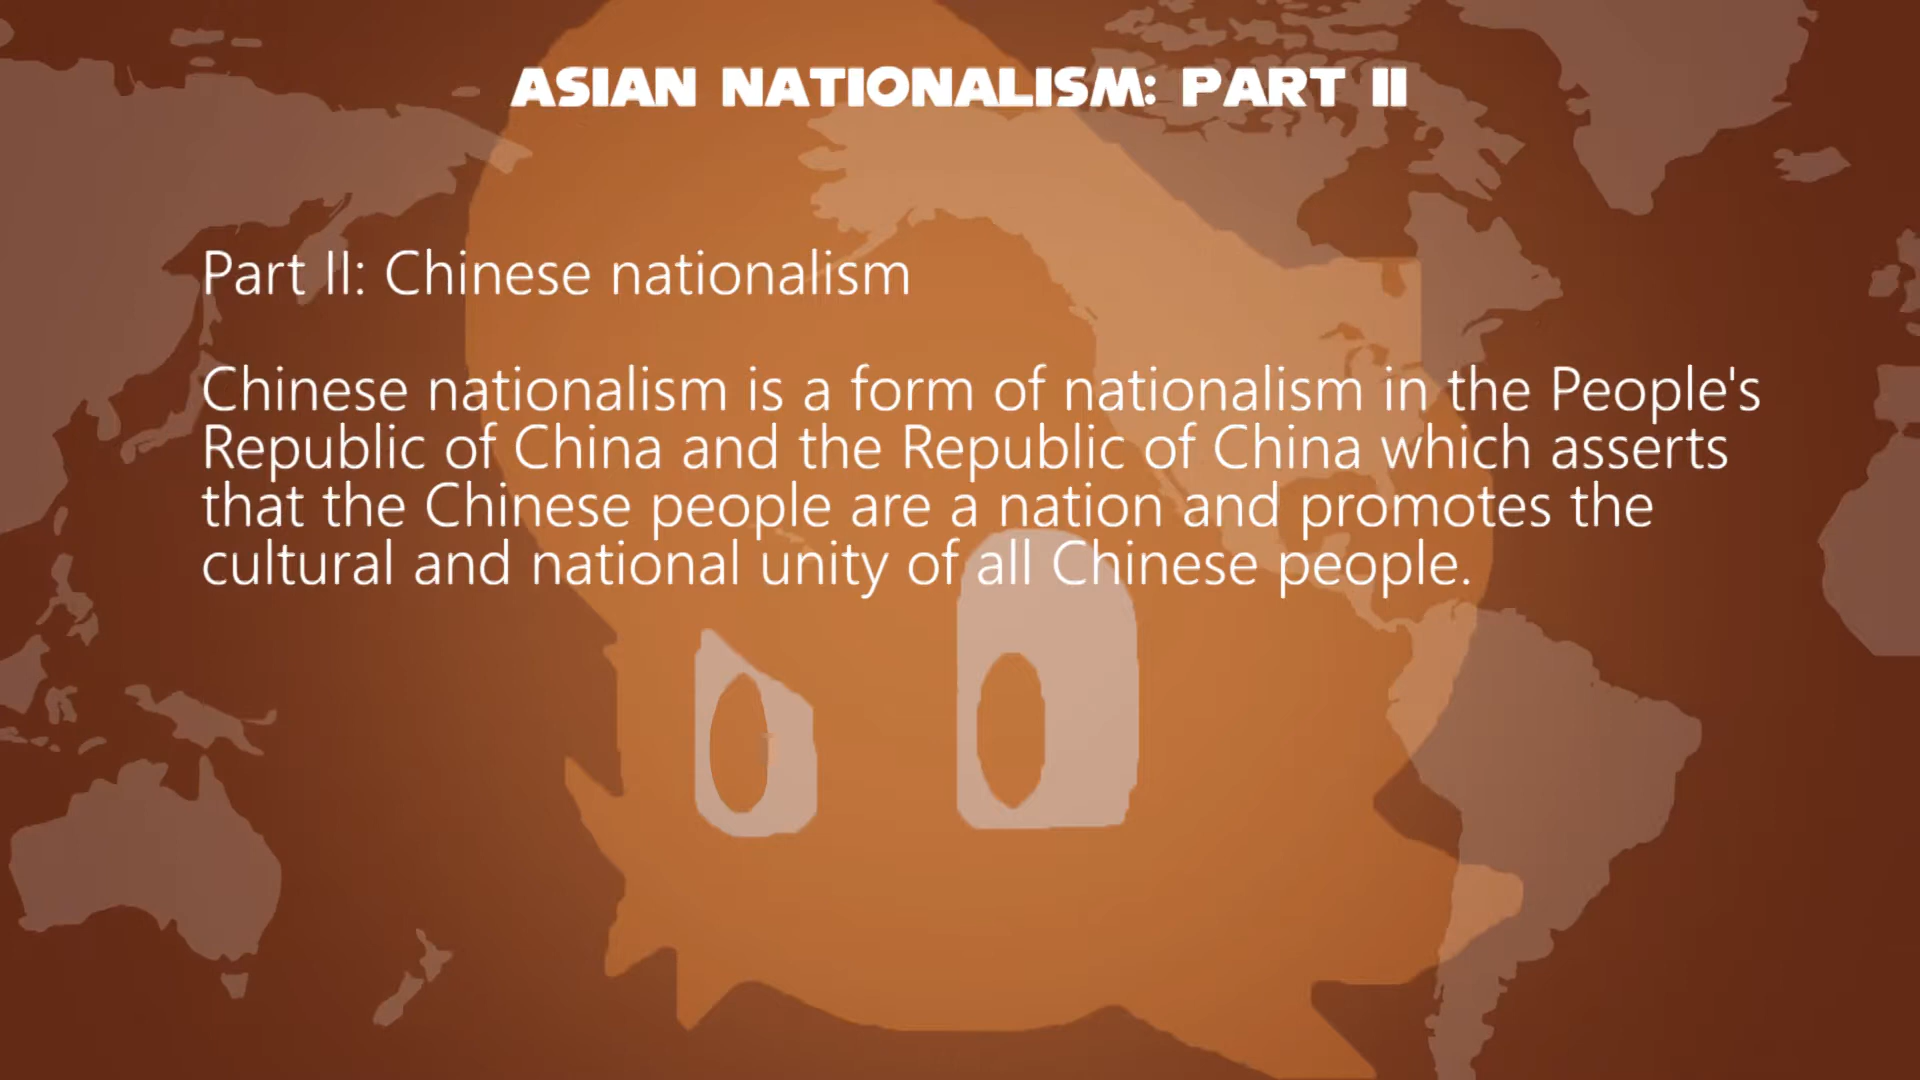 ASIAN NATIONALISM: PART II
Part II: Chinese nationalism
Chinese nationalism is a form of nationalism in the People's
Republic of China and the Republic of China which asserts
that the Chinese people are a nation and promotes the
cultural and national unity of all Chinese people.